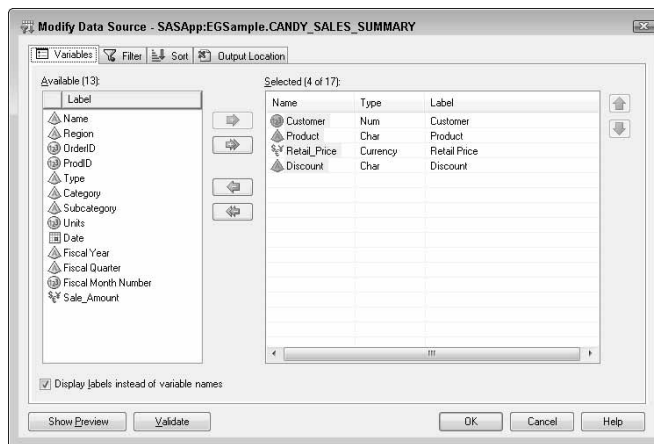 Modify Data Source - SASApp:EGSample.CANDY_SALES_SUMMARY
Variables Filter Sort Output Location
Available (13):
Label
Name
Region
OrderID
ProdID
Type
Category
Subcategory
Units
Date
Fiscal Year
Fiscal Quarter
Fiscal Month Number
Sale_Amount
Selected (4 of 17):
Name Type Label
Customer Num Customer
Product Char Product
Retail_Price Currency Retail Price
Discount Char Discount
Display labels instead of variable names
Show Preview Validate OK Cancel Help